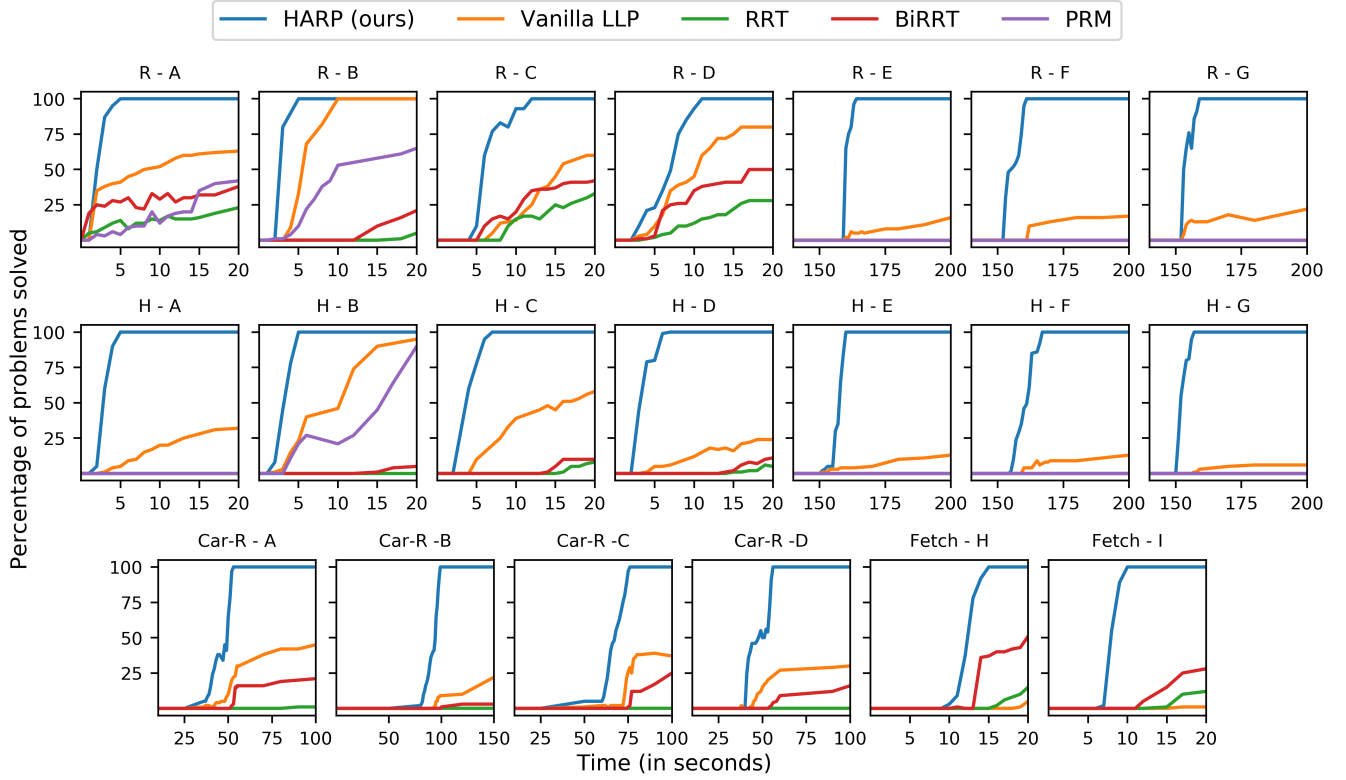 HARP (ours) Vanilla LLP RRT BiRRT PRM
R - A R - B R - C R - D R - E R - F R - G
100
75
50
25
5 10 15 20 5 10 15 20 5 10 15 20 5 10 15 20 150 175 200 150 175 200 150 175 200
H - A H - B H - C H - D H - E H - F H - G
100
75
50
25
5 10 15 20 5 10 15 20 5 10 15 20 5 10 15 20 150 175 200 150 175 200 150 175 200
Percentage of problems solved
Car-R - A Car-R -B Car-R -C Car-R -D Fetch - H Fetch - I
100
75
50
25
25 50 75 100 50 100 150 25 50 75 100 25 50 75 100 5 10 15 20 5 10 15 20
Time (in seconds)